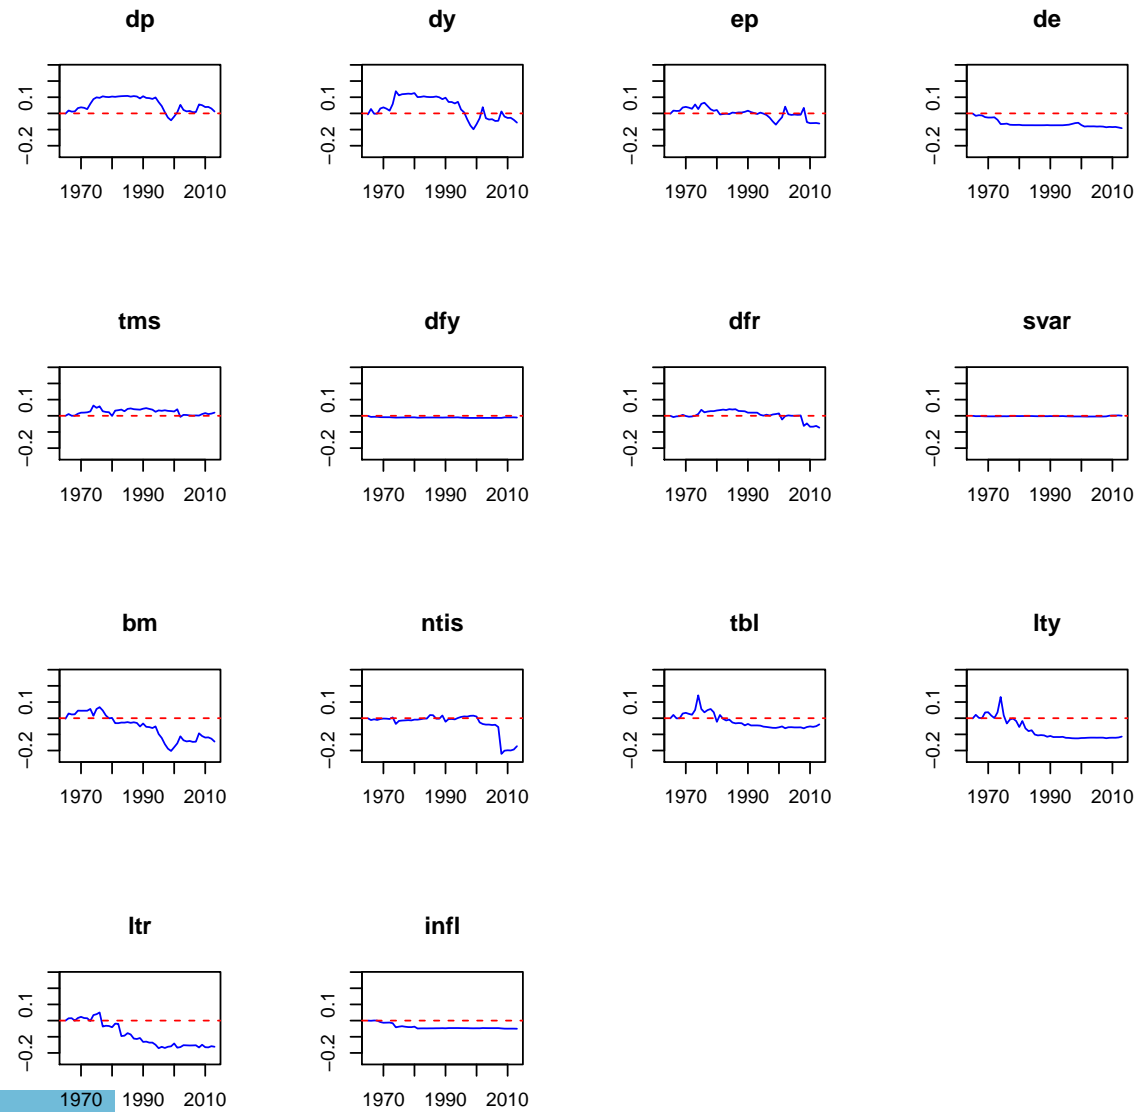 dp dy ep de
0.1 0.1 0.1 0.1
−0.2 −0.2 −0.2 −0.2
1970 1990 2010 1970 1990 2010 1970 1990 2010 1970 1990 2010
tms dfy dfr svar
0.1 0.1 0.1 0.1
−0.2 −0.2 −0.2 −0.2
1970 1990 2010 1970 1990 2010 1970 1990 2010 1970 1990 2010
bm ntis tbl lty
0.1 0.1 0.1 0.1
−0.2 −0.2 −0.2 −0.2
1970 1990 2010 1970 1990 2010 1970 1990 2010 1970 1990 2010
ltr infl
0.1 0.1
−0.2 −0.2
1970 1990 2010 1970 1990 2010